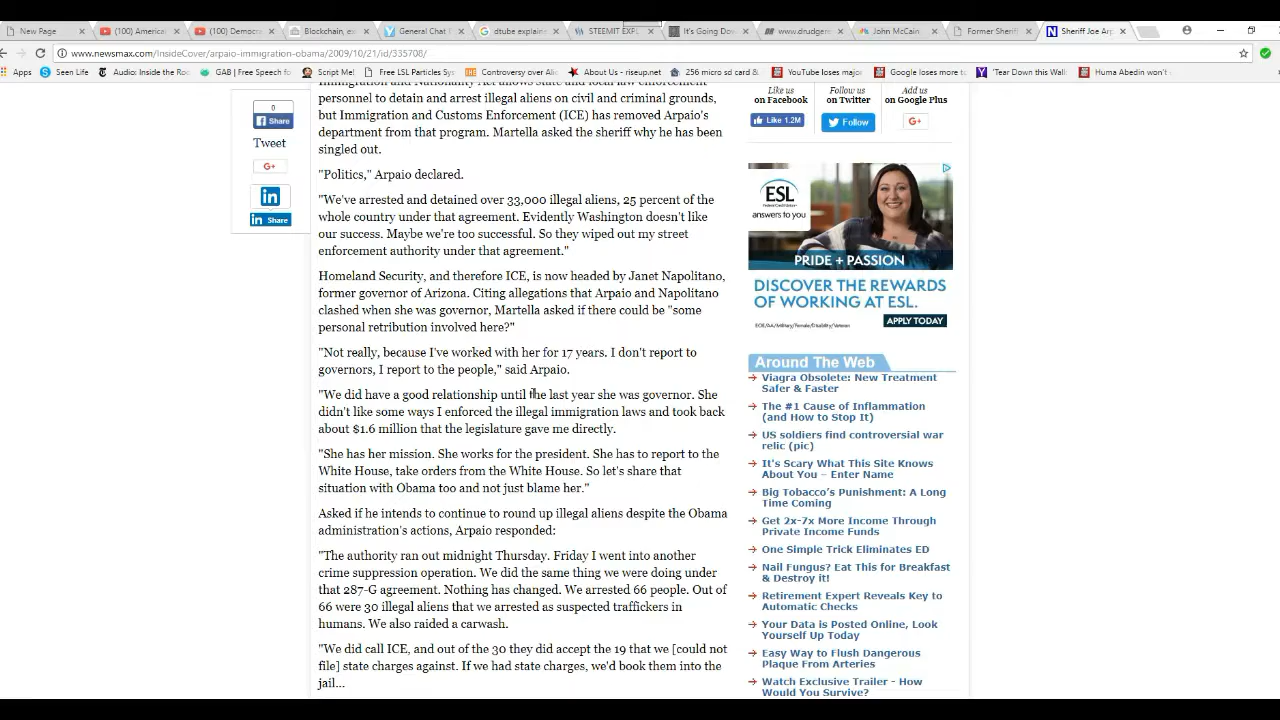 New Page
(100) America
(100) Democra
Blockchain, e
General Chat
dtube explain
STEEMIT EXPL
It's Going Dow
www.drudger
John McCain
Former Sherif
Sheriff Joe Arp
www.newsmax.com/InsideCover/arpaio-immigration-obama/2009/10/21/id/335708/
Apps
Seen Life
Audio: Inside the Ro
GAB | Free Speech fo
Script Me!
Free LSL Particles Sys
Controversy over Alic
About Us - riseup.net
256 micro sd card &
YouTube loses major
Google loses more to
'Tear Down this Wall
Huma Abedin won't
0
Share
Tweet
G+
in
in Share
personnel to detain and arrest illegal aliens on civil and criminal grounds,
but Immigration and Customs Enforcement (ICE) has removed Arpaio's
department from that program. Martella asked the sheriff why he has been
singled out.
"Politics," Arpaio declared.
"We've arrested and detained over 33,000 illegal aliens, 25 percent of the
whole country under that agreement. Evidently Washington doesn't like
our success. Maybe we're too successful. So they wiped out my street
enforcement authority under that agreement."
Homeland Security, and therefore ICE, is now headed by Janet Napolitano,
former governor of Arizona. Citing allegations that Arpaio and Napolitano
clashed when she was governor, Martella asked if there could be "some
personal retribution involved here?"
"Not really, because I've worked with her for 17 years. I don't report to
governors, I report to the people," said Arpaio.
"We did have a good relationship until the last year she was governor. She
didn't like some ways I enforced the illegal immigration laws and took back
about $1.6 million that the legislature gave me directly.
"She has her mission. She works for the president. She has to report to the
White House, take orders from the White House. So let's share that
situation with Obama too and not just blame her."
Asked if he intends to continue to round up illegal aliens despite the Obama
administration's actions, Arpaio responded:
"The authority ran out midnight Thursday. Friday I went into another
crime suppression operation. We did the same thing we were doing under
that 287-G agreement. Nothing has changed. We arrested 66 people. Out of
66 were 30 illegal aliens that we arrested as suspected traffickers in
humans. We also raided a carwash.
"We did call ICE, and out of the 30 they did accept the 19 that we [could not
file] state charges against. If we had state charges, we'd book them into the
jail...
Like us
on Facebook
Follow us
on Twitter
Add us
on Google Plus
Like 1.2M
Follow
G+
ESL
Federal Credit Union
answers to you
PRIDE + PASSION
DISCOVER THE REWARDS
OF WORKING AT ESL.
EOE/AA/Military/Female/Disability/Veteran
APPLY TODAY
Around The Web
Viagra Obsolete: New Treatment
Safer & Faster
The #1 Cause of Inflammation
(and How to Stop It)
US soldiers find controversial war
relic (pic)
It's Scary What This Site Knows
About You – Enter Name
Big Tobacco's Punishment: A Long
Time Coming
Get 2x-7x More Income Through
Private Income Funds
One Simple Trick Eliminates ED
Nail Fungus? Eat This for Breakfast
& Destroy it!
Retirement Expert Reveals Key to
Automatic Checks
Your Data is Posted Online, Look
Yourself Up Today
Easy Way to Flush Dangerous
Plaque From Arteries
Watch Exclusive Trailer - How
Would You Survive?